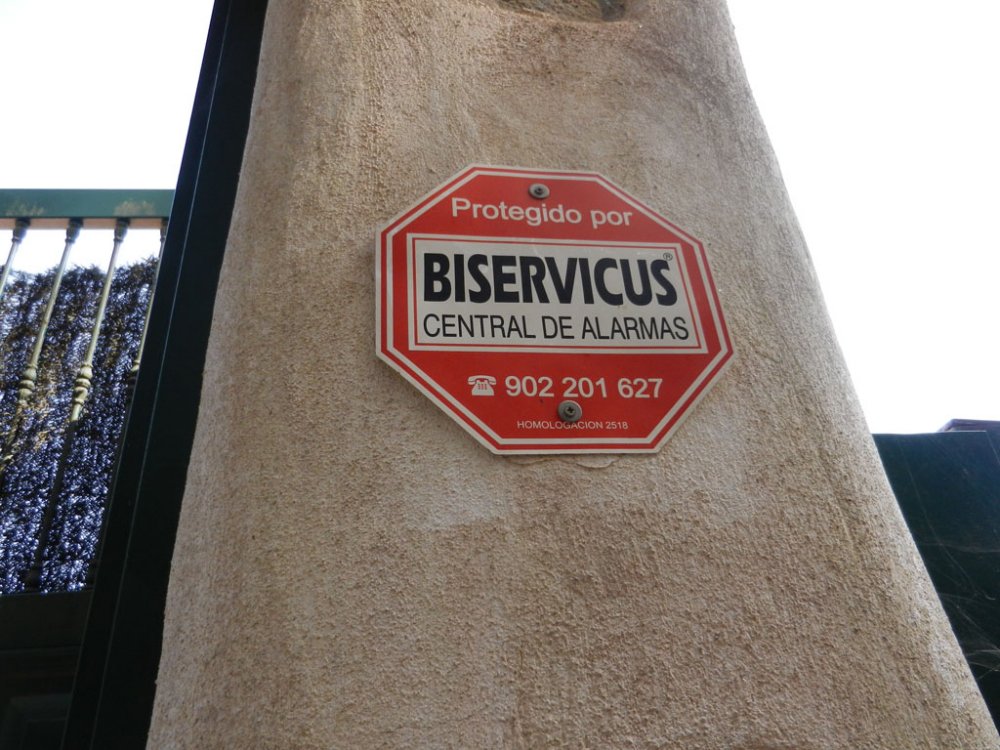 Protegido por
BISERVICUS®
CENTRAL DE ALARMAS
☎ 902 201 627
HOMOLOGACION 2518